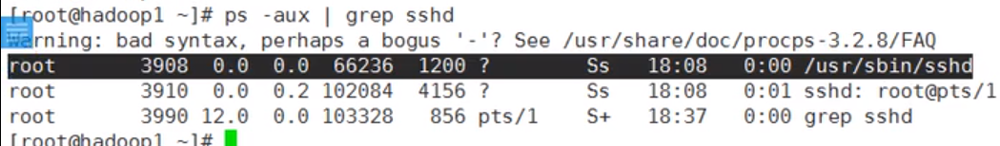 [root@hadoop1 ~]# ps -aux | grep sshd
Warning: bad syntax, perhaps a bogus '-'? See /usr/share/doc/procps-3.2.8/FAQ
root      3908  0.0  0.0  66236  1200 ?        Ss   18:08   0:00 /usr/sbin/sshd
root      3910  0.0  0.2 102084  4156 ?        Ss   18:08   0:01 sshd: root@pts/1
root      3990 12.0  0.0 103328   856 pts/1    S+   18:37   0:00 grep sshd
[root@hadoop1 ~]#